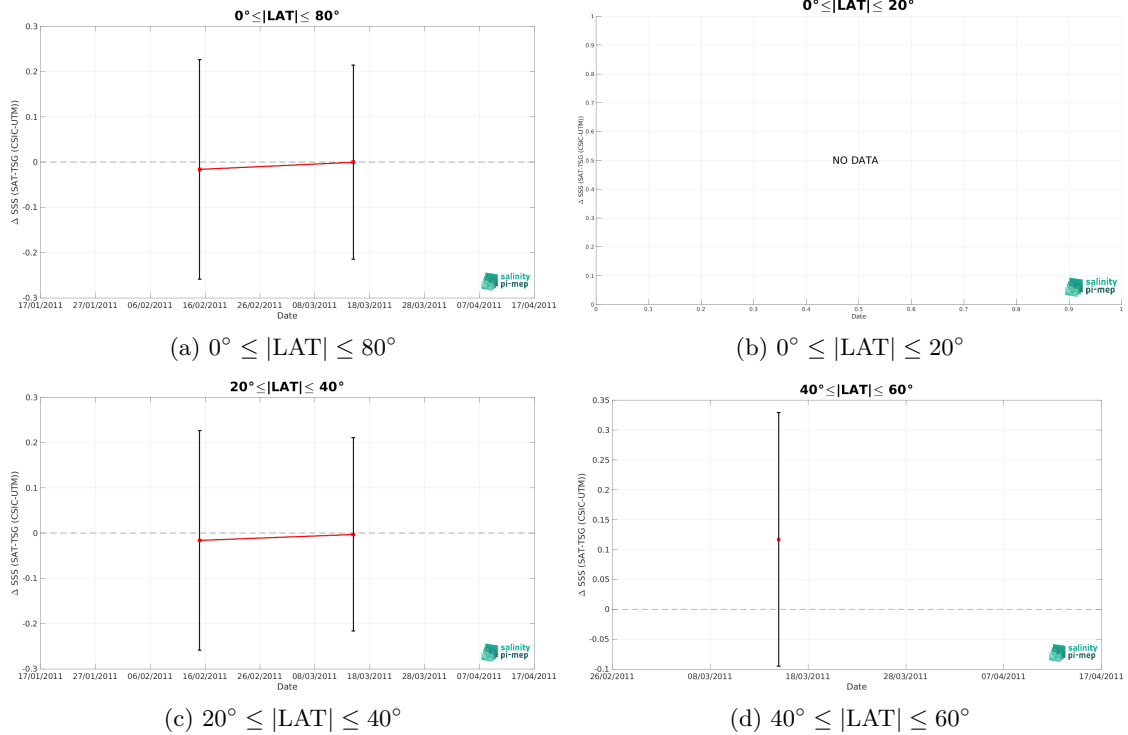 0°≤|LAT|≤ 80°
0.3
0.2
0.1
0
-0.1
-0.2
-0.3
Δ SSS (SAT-TSG (CSIC-UTM))
17/01/2011 27/01/2011 06/02/2011 16/02/2011 26/02/2011 08/03/2011 18/03/2011 28/03/2011 07/04/2011 17/04/2011
Date
salinity
pi-mep
(a) 0° ≤ |LAT| ≤ 80°
0°≤|LAT|≤ 20°
1
0.9
0.8
0.7
0.6
0.5
0.4
0.3
0.2
0.1
0
Δ SSS (SAT-TSG (CSIC-UTM))
NO DATA
0 0.1 0.2 0.3 0.4 0.5 0.6 0.7 0.8 0.9 1
Date
salinity
pi-mep
(b) 0° ≤ |LAT| ≤ 20°
20°≤|LAT|≤ 40°
0.3
0.2
0.1
0
-0.1
-0.2
-0.3
Δ SSS (SAT-TSG (CSIC-UTM))
17/01/2011 27/01/2011 06/02/2011 16/02/2011 26/02/2011 08/03/2011 18/03/2011 28/03/2011 07/04/2011 17/04/2011
Date
salinity
pi-mep
(c) 20° ≤ |LAT| ≤ 40°
40°≤|LAT|≤ 60°
0.35
0.3
0.25
0.2
0.15
0.1
0.05
0
-0.05
-0.1
Δ SSS (SAT-TSG (CSIC-UTM))
26/02/2011 08/03/2011 18/03/2011 28/03/2011 07/04/2011 17/04/2011
Date
salinity
pi-mep
(d) 40° ≤ |LAT| ≤ 60°